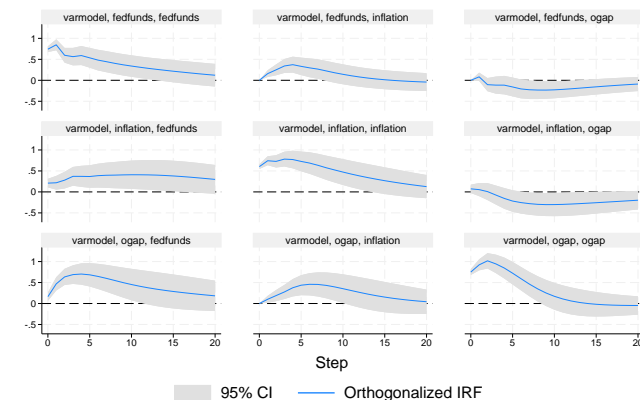 varmodel, fedfunds, fedfunds
varmodel, fedfunds, inflation
varmodel, fedfunds, ogap
1
.5
0
-.5
varmodel, inflation, fedfunds
varmodel, inflation, inflation
varmodel, inflation, ogap
1
.5
0
-.5
varmodel, ogap, fedfunds
varmodel, ogap, inflation
varmodel, ogap, ogap
1
.5
0
-.5
0 5 10 15 20
0 5 10 15 20
0 5 10 15 20
Step
95% CI
Orthogonalized IRF